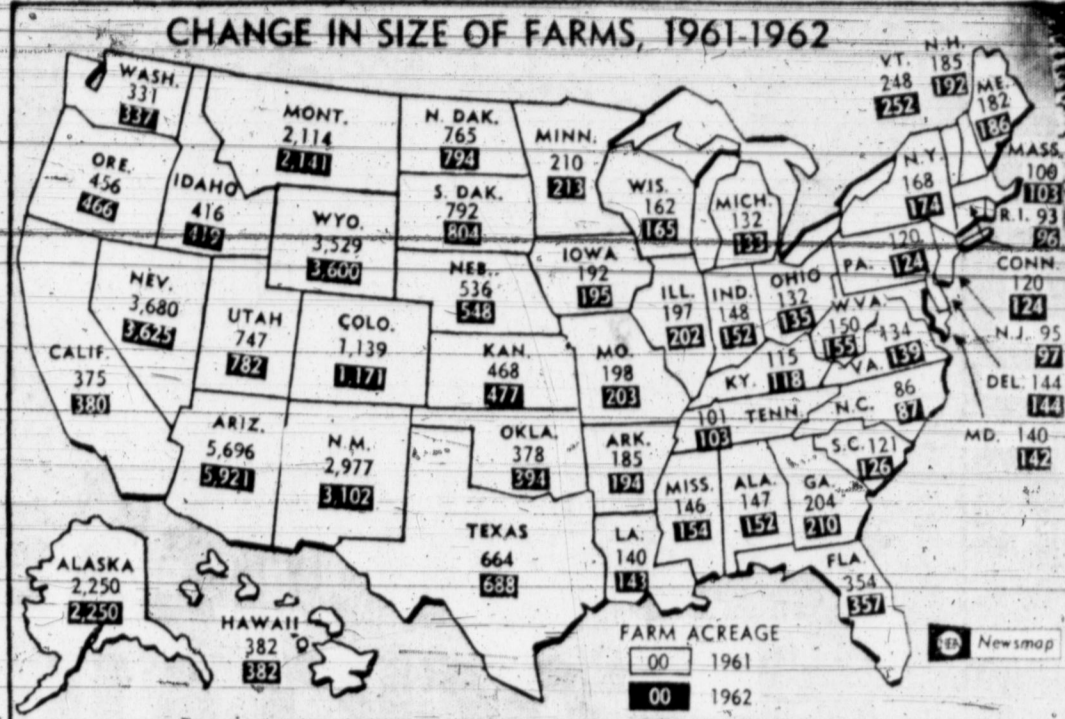 CHANGE IN SIZE OF FARMS, 1961-1962
WASH.
331
337
ORE.
456
466
IDAHO
416
419
MONT.
2,114
2,141
WYO.
3,529
3,600
NEV.
3,680
3,625
UTAH
747
782
COLO.
1,139
1,171
CALIF.
375
380
ARIZ.
5,696
5,921
N.M.
2,977
3,102
N. DAK.
765
794
S. DAK.
792
804
NEB.
536
548
KAN.
468
477
OKLA.
378
394
TEXAS
664
688
MINN.
210
213
IOWA
192
195
MO.
198
203
ARK.
185
194
LA.
140
143
WIS.
162
165
ILL.
197
202
MICH.
132
133
IND.
148
152
OHIO
132
135
KY.
115
118
TENN.
101
103
MISS.
146
154
ALA.
147
152
GA.
204
210
FLA.
354
357
S.C. 121
126
N.C.
86
87
VA.
134
139
W.VA.
150
155
PA.
120
124
N.Y.
168
174
VT.
248
252
N.H.
185
192
ME.
182
186
MASS.
100
103
R.I. 93
96
CONN.
120
124
N.J. 95
97
DEL. 144
144
MD. 140
142
ALASKA
2,250
2,250
HAWAII
382
382
FARM ACREAGE
00 1961
00 1962
NEA Newsmap